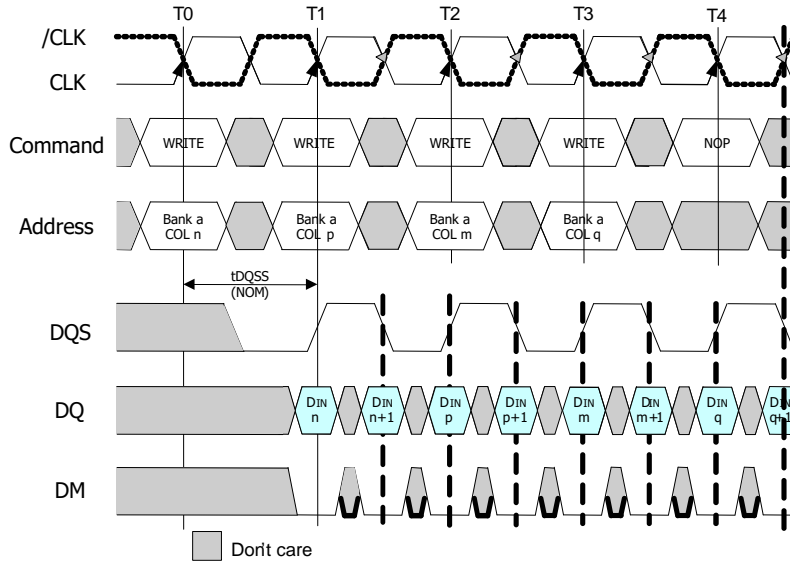 T0 T1 T2 T3 T4
/CLK
CLK
Command WRITE WRITE WRITE WRITE NOP
Address
Bank a Bank a Bank a Bank a
COL n COL p COL m COL q
tDQSS
(NOM)
DQS
DQ
DIN DIN DIN DIN DIN DIN DIN DIN
n n+1 p p+1 m m+1 q q+1
DM
Don't care